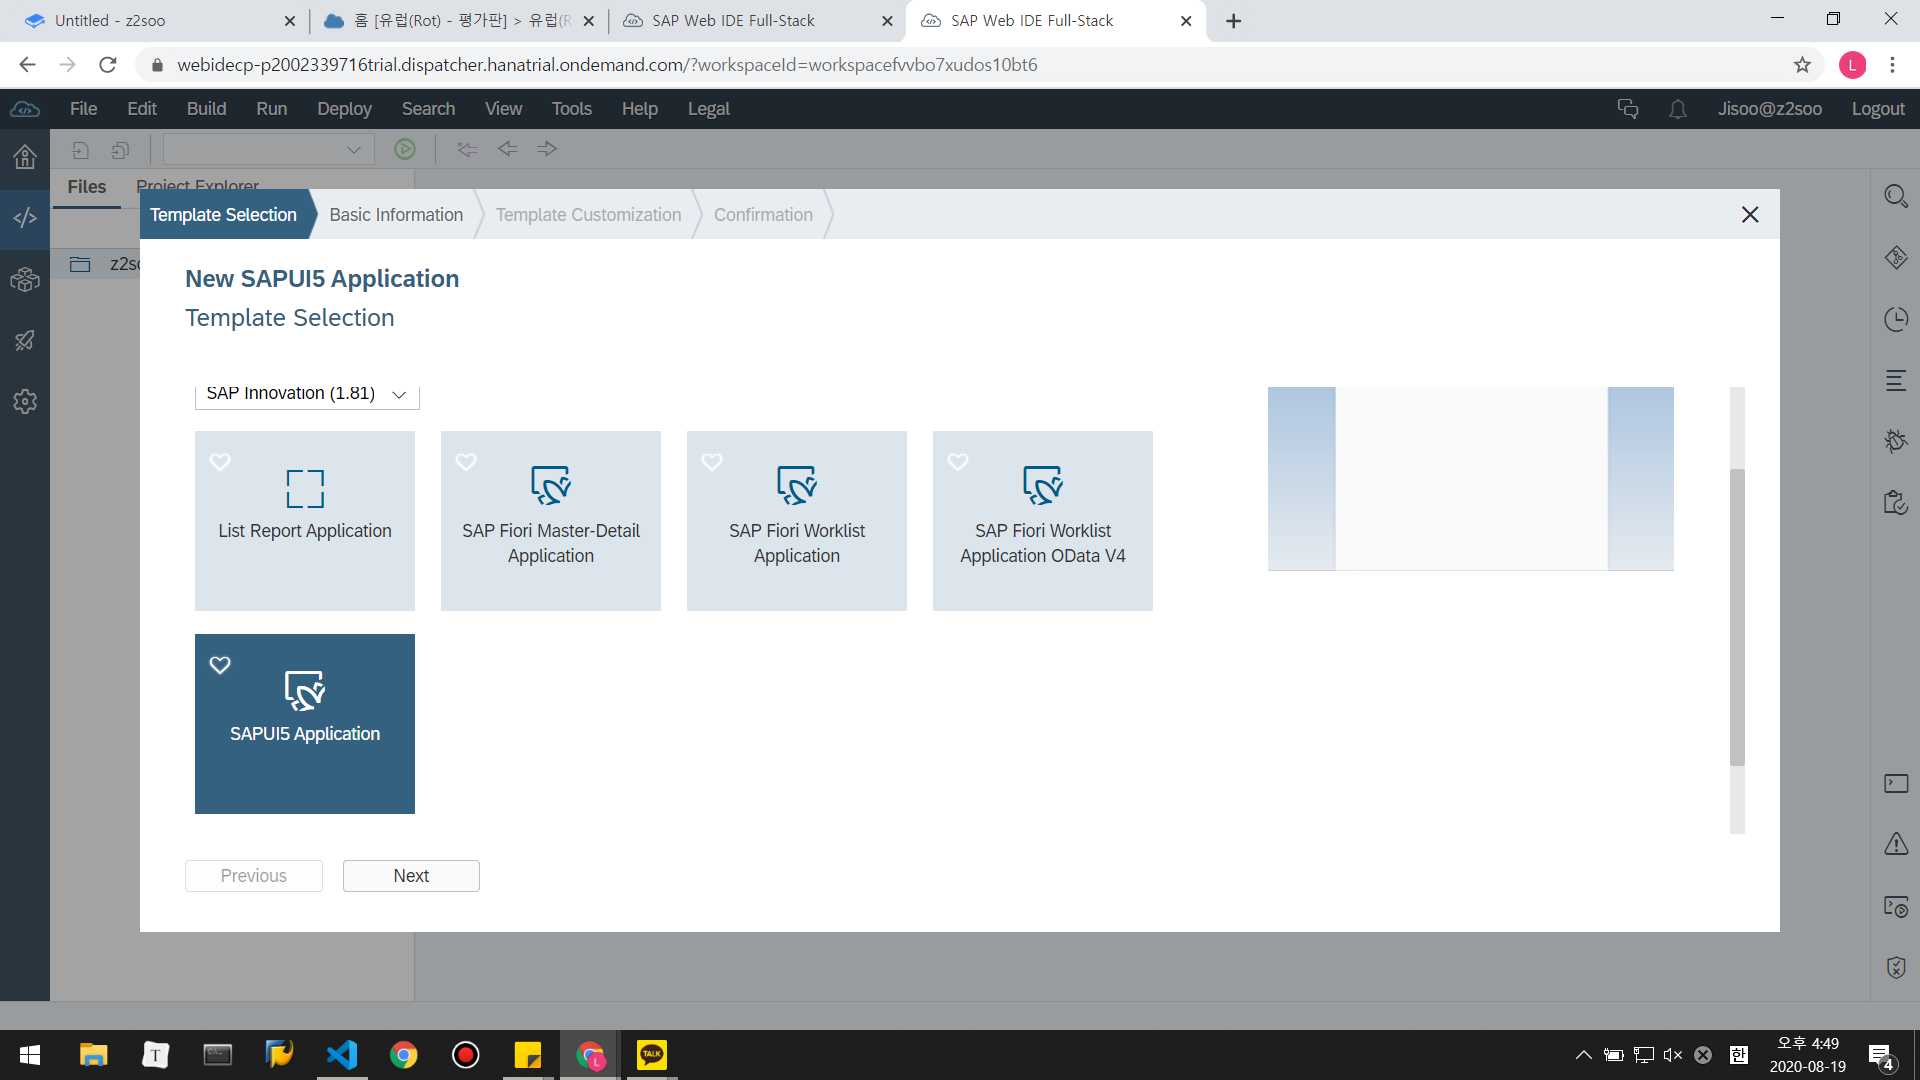 Untitled - z2soo
홈 [유럽(Rot) - 평가판] > 유럽(R
SAP Web IDE Full-Stack
SAP Web IDE Full-Stack
webidecp-p2002339716trial.dispatcher.hanatrial.ondemand.com/?workspaceId=workspacefvvbo7xudos10bt6
L
File Edit Build Run Deploy Search View Tools Help Legal
Jisoo@z2soo
Logout
Files
Project Explorer
z2so
Template Selection
Basic Information
Template Customization
Confirmation
New SAPUI5 Application
Template Selection
SAP Innovation (1.81)
List Report Application
SAP Fiori Master-Detail
Application
SAP Fiori Worklist
Application
SAP Fiori Worklist
Application OData V4
SAPUI5 Application
Previous
Next
T
L
TALK
한
오후 4:49
2020-08-19
4